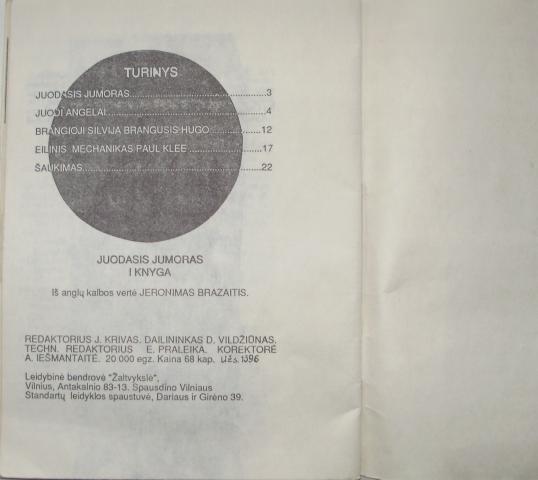 TURINYS
JUODASIS JUMORAS...............................................3
JUODI ANGELAI.......................................................4
BRANGIOJI SILVIJA BRANGUSIS HUGO................12
EILINIS MECHANIKAS PAUL KLEE.........................17
ŠAUKIMAS...............................................................22
JUODASIS JUMORAS
I KNYGA
Iš anglų kalbos vertė JERONIMAS BRAZAITIS.
REDAKTORIUS J. KRIVAS. DAILININKAS D. VILDŽIŪNAS.
TECHN. REDAKTORIUS E. PRALEIKA. KOREKTORĖ
A. IEŠMANTAITĖ. 20 000 egz. Kaina 68 kap. Užs. 1396
Leidybinė bendrovė "Žaltvykslė",
Vilnius, Antakalnio 83-13. Spausdino Vilniaus
Standartų leidyklos spaustuvė, Dariaus ir Girėno 39.